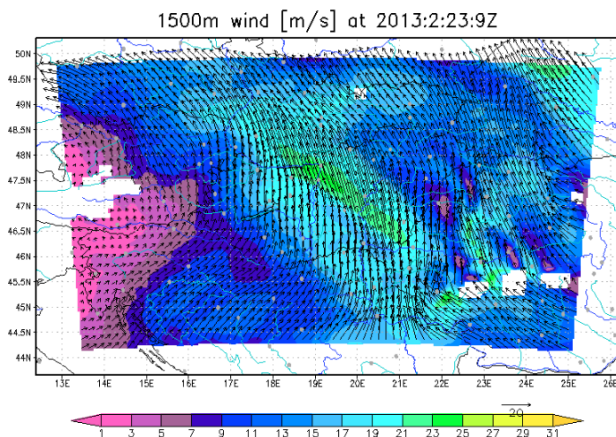 1500m wind [m/s] at 2013:2:23:9Z
50N
49.5N
49N
48.5N
48N
47.5N
47N
46.5N
46N
45.5N
45N
44.5N
44N
13E 14E 15E 16E 17E 18E 19E 20E 21E 22E 23E 24E 25E 26E
20
1 3 5 7 9 11 13 15 17 19 21 23 25 27 29 31